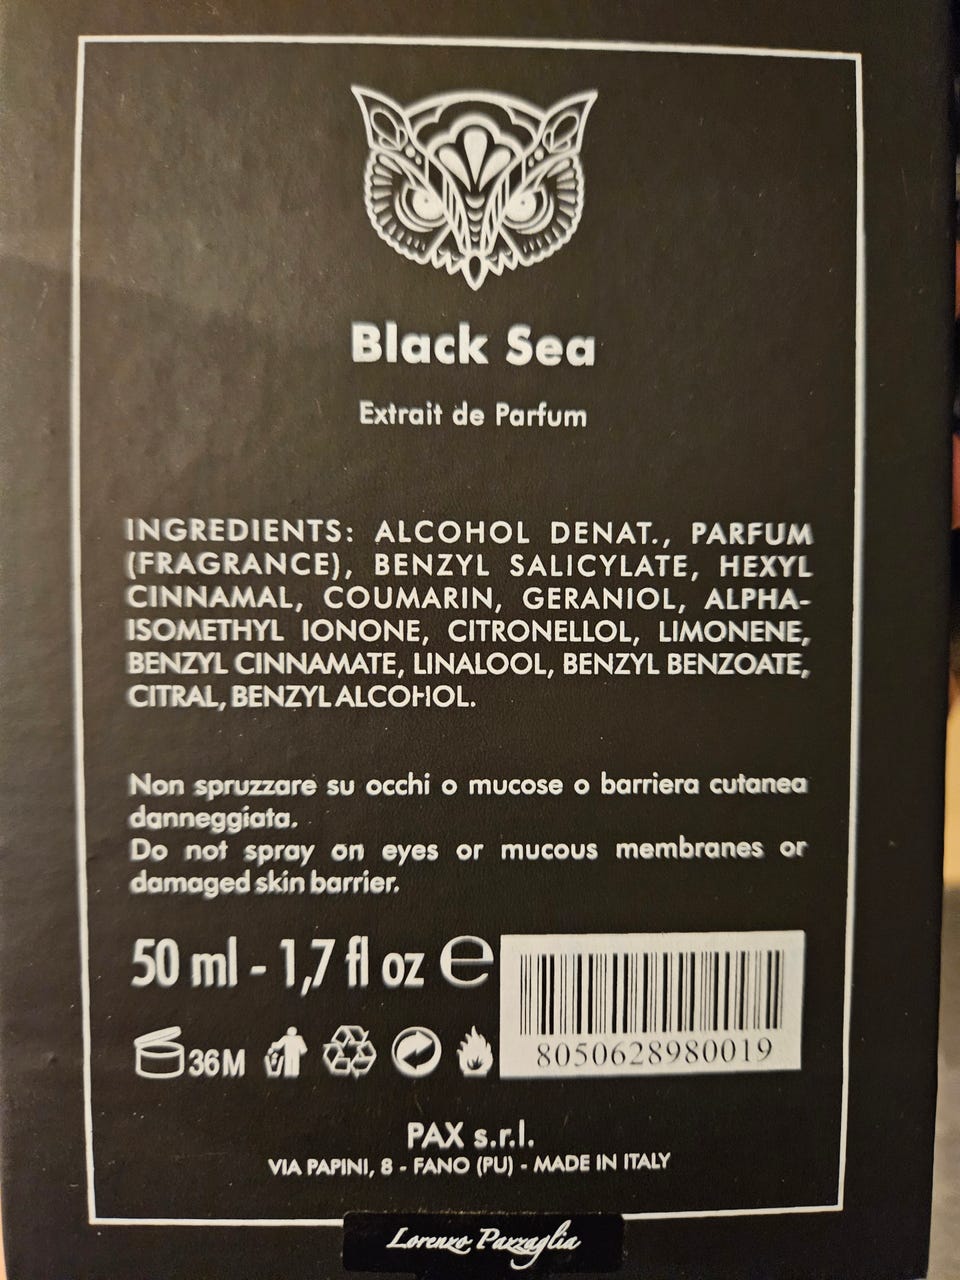 Black Sea
Extrait de Parfum
INGREDIENTS: ALCOHOL DENAT., PARFUM
(FRAGRANCE), BENZYL SALICYLATE, HEXYL
CINNAMAL, COUMARIN, GERANIOL, ALPHA-
ISOMETHYL IONONE, CITRONELLOL, LIMONENE,
BENZYL CINNAMATE, LINALOOL, BENZYL BENZOATE,
CITRAL, BENZYL ALCOHOL.
Non spruzzare su occhi o mucose o barriera cutanea
danneggiata.
Do not spray on eyes or mucous membranes or
damaged skin barrier.
50 ml - 1,7 fl oz ℮
36M
8050628980019
PAX s.r.l.
VIA PAPINI, 8 - FANO (PU) - MADE IN ITALY
Lorenzo Pazzaglia